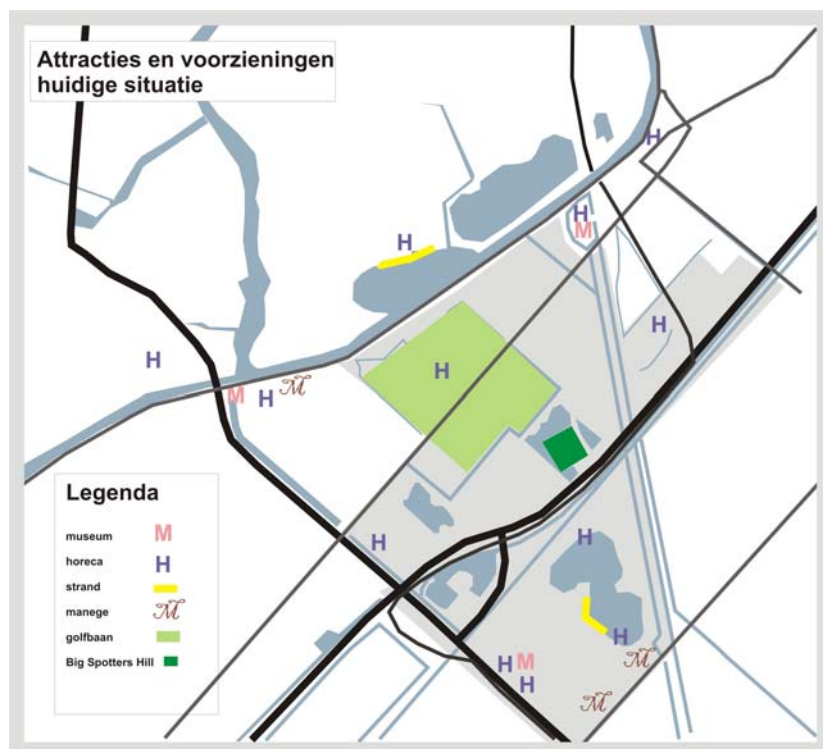 Attracties en voorzieningen
huidige situatie
H
H
M
H
H
H
H
M
H
M
H
H
H
H
M
H
M
H
M
Legenda
museum M
horeca H
strand
manege M
golfbaan
Big Spotters Hill